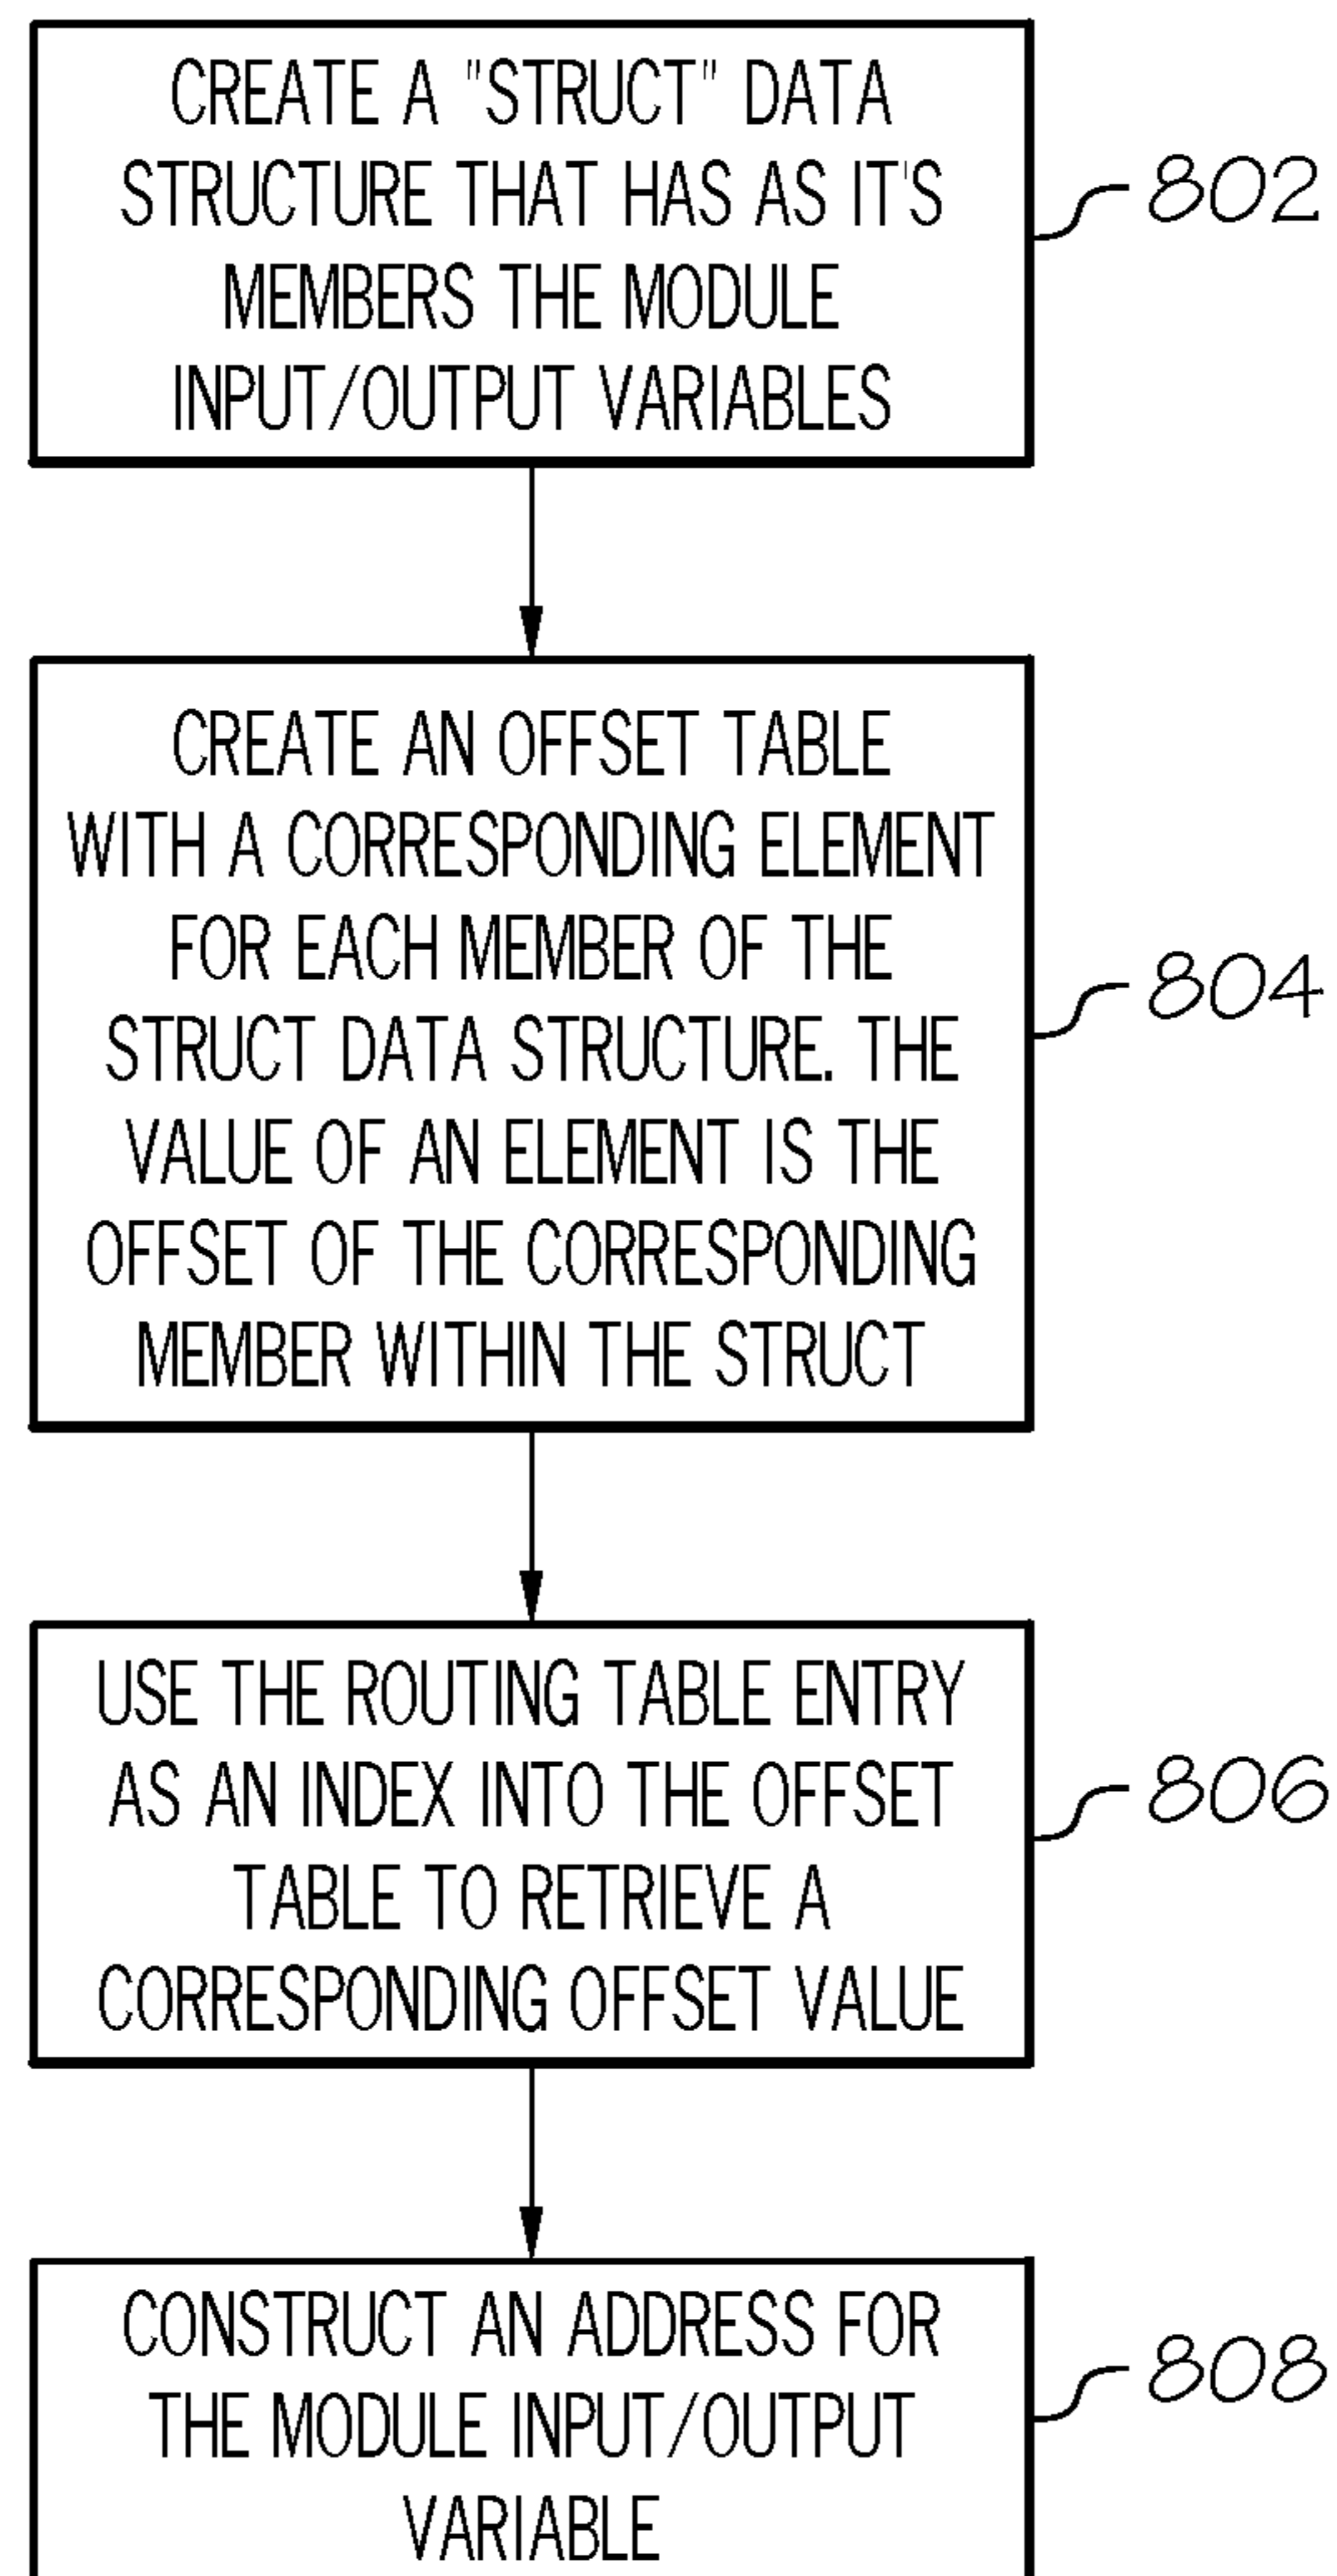 CREATE A "STRUCT" DATA
STRUCTURE THAT HAS AS IT'S
MEMBERS THE MODULE
INPUT/OUTPUT VARIABLES
802
CREATE AN OFFSET TABLE
WITH A CORRESPONDING ELEMENT
FOR EACH MEMBER OF THE
STRUCT DATA STRUCTURE. THE
VALUE OF AN ELEMENT IS THE
OFFSET OF THE CORRESPONDING
MEMBER WITHIN THE STRUCT
804
USE THE ROUTING TABLE ENTRY
AS AN INDEX INTO THE OFFSET
TABLE TO RETRIEVE A
CORRESPONDING OFFSET VALUE
806
CONSTRUCT AN ADDRESS FOR
THE MODULE INPUT/OUTPUT
VARIABLE
808